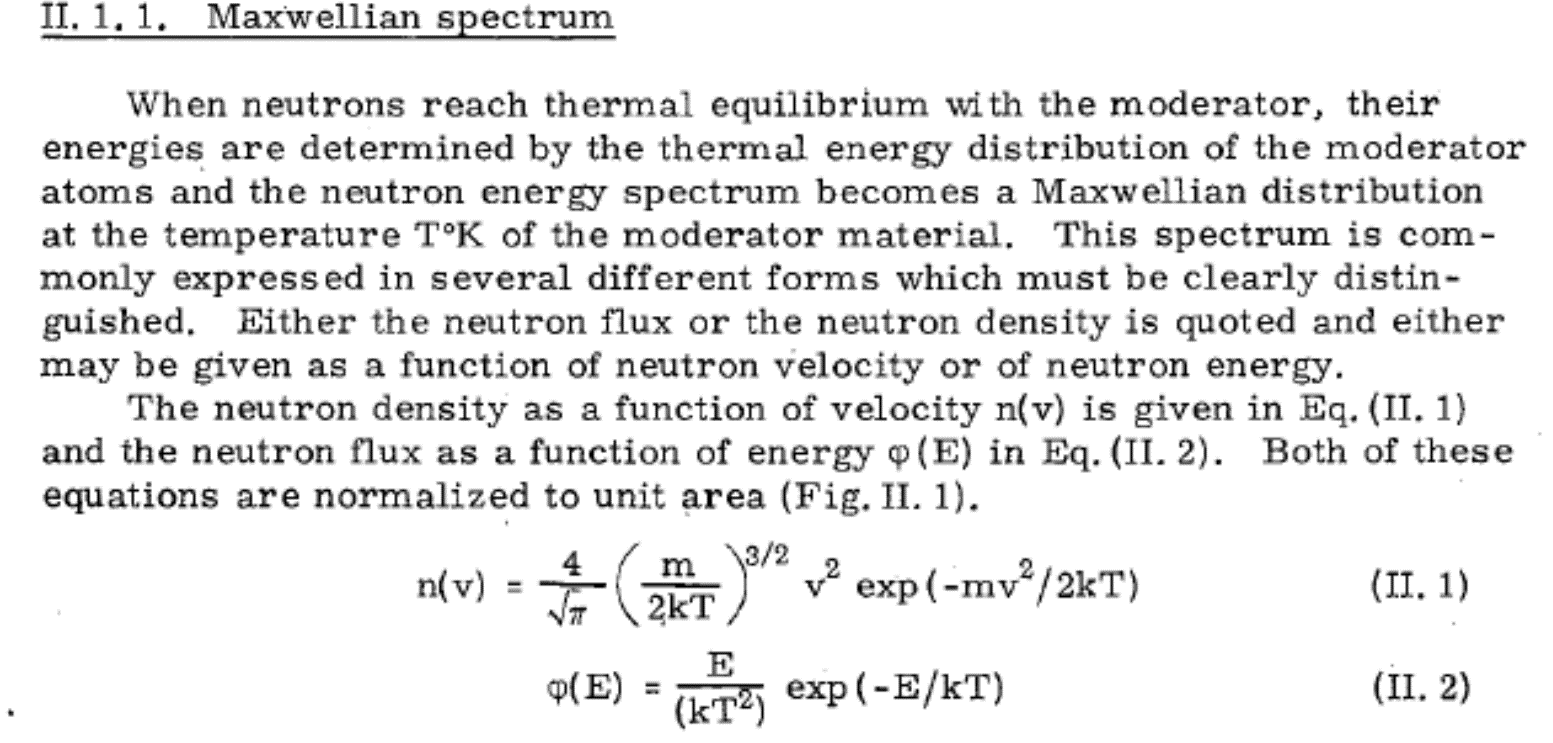 II. 1. 1. Maxwellian spectrum
When neutrons reach thermal equilibrium with the moderator, their
energies are determined by the thermal energy distribution of the moderator
atoms and the neutron energy spectrum becomes a Maxwellian distribution
at the temperature T°K of the moderator material. This spectrum is com-
monly expressed in several different forms which must be clearly distin-
guished. Either the neutron flux or the neutron density is quoted and either
may be given as a function of neutron velocity or of neutron energy.
The neutron density as a function of velocity n(v) is given in Eq. (II. 1)
and the neutron flux as a function of energy φ(E) in Eq. (II. 2). Both of these
equations are normalized to unit area (Fig. II. 1).
n(v) = 4/√π (m/2kT)^3/2 v² exp(-mv²/2kT) (II. 1)
φ(E) = E/(kT²) exp(-E/kT) (II. 2)